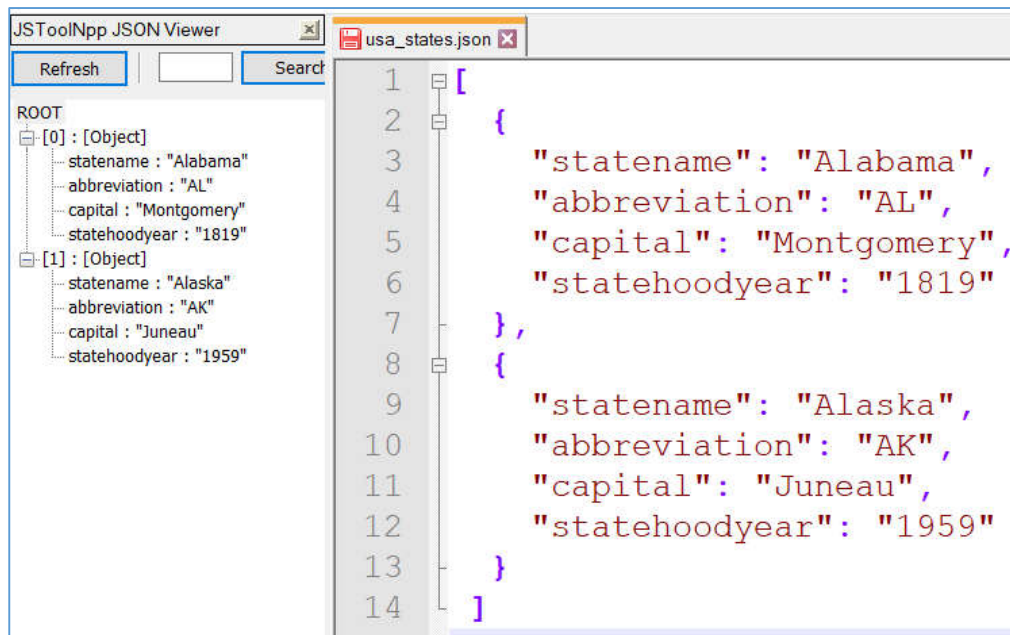 JSToolNpp JSON Viewer
Refresh Search
ROOT
[0] : [Object]
statename : "Alabama"
abbreviation : "AL"
capital : "Montgomery"
statehoodyear : "1819"
[1] : [Object]
statename : "Alaska"
abbreviation : "AK"
capital : "Juneau"
statehoodyear : "1959"
usa_states.json
1 [
2 {
3 "statename": "Alabama",
4 "abbreviation": "AL",
5 "capital": "Montgomery",
6 "statehoodyear": "1819"
7 },
8 {
9 "statename": "Alaska",
10 "abbreviation": "AK",
11 "capital": "Juneau",
12 "statehoodyear": "1959"
13 }
14 ]